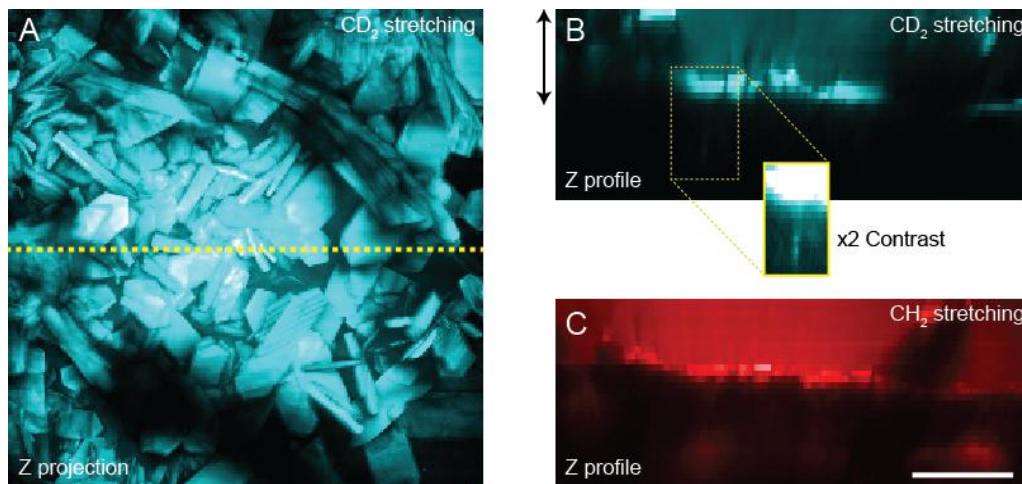 A
CD₂ stretching
Z projection
B
CD₂ stretching
Z profile
x2 Contrast
C
CH₂ stretching
Z profile